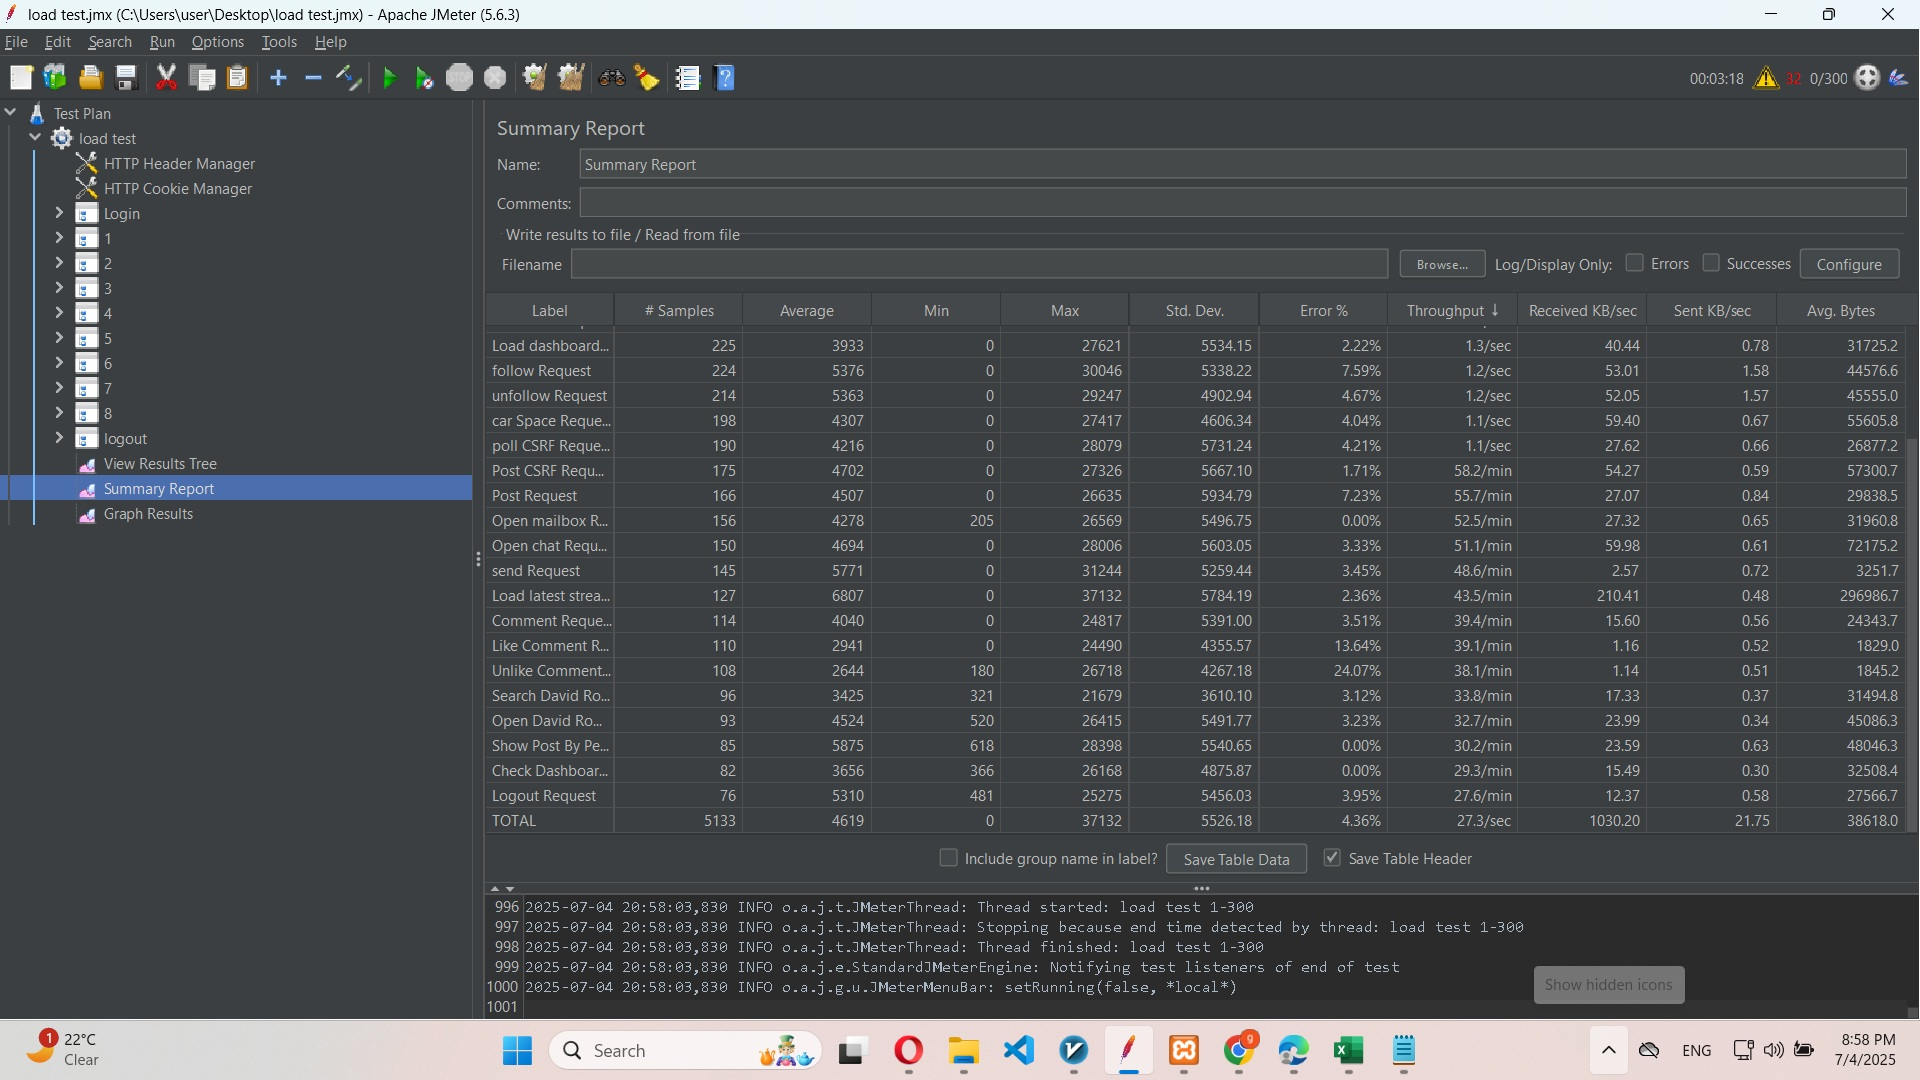 load test.jmx (C:\Users\user\Desktop\load test.jmx) - Apache JMeter (5.6.3)
File Edit Search Run Options Tools Help
STOP 00:03:18 32 0/300
Test Plan
load test
HTTP Header Manager
HTTP Cookie Manager
Login
1
2
3
4
5
6
7
8
logout
View Results Tree
Summary Report
Graph Results
Summary Report
Name: Summary Report
Comments:
Write results to file / Read from file
Filename Browse... Log/Display Only: Errors Successes Configure
Label # Samples Average Min Max Std. Dev. Error % Throughput ↓ Received KB/sec Sent KB/sec Avg. Bytes
Load dashboard... 225 3933 0 27621 5534.15 2.22% 1.3/sec 40.44 0.78 31725.2
follow Request 224 5376 0 30046 5338.22 7.59% 1.2/sec 53.01 1.58 44576.6
unfollow Request 214 5363 0 29247 4902.94 4.67% 1.2/sec 52.05 1.57 45555.0
car Space Reque... 198 4307 0 27417 4606.34 4.04% 1.1/sec 59.40 0.67 55605.8
poll CSRF Reque... 190 4216 0 28079 5731.24 4.21% 1.1/sec 27.62 0.66 26877.2
Post CSRF Requ... 175 4702 0 27326 5667.10 1.71% 58.2/min 54.27 0.59 57300.7
Post Request 166 4507 0 26635 5934.79 7.23% 55.7/min 27.07 0.84 29838.5
Open mailbox R... 156 4278 205 26569 5496.75 0.00% 52.5/min 27.32 0.65 31960.8
Open chat Requ... 150 4694 0 28006 5603.05 3.33% 51.1/min 59.98 0.61 72175.2
send Request 145 5771 0 31244 5259.44 3.45% 48.6/min 2.57 0.72 3251.7
Load latest strea... 127 6807 0 37132 5784.19 2.36% 43.5/min 210.41 0.48 296986.7
Comment Reque... 114 4040 0 24817 5391.00 3.51% 39.4/min 15.60 0.56 24343.7
Like Comment R... 110 2941 0 24490 4355.57 13.64% 39.1/min 1.16 0.52 1829.0
Unlike Comment... 108 2644 180 26718 4267.18 24.07% 38.1/min 1.14 0.51 1845.2
Search David Ro... 96 3425 321 21679 3610.10 3.12% 33.8/min 17.33 0.37 31494.8
Open David Ro... 93 4524 520 26415 5491.77 3.23% 32.7/min 23.99 0.34 45086.3
Show Post By Pe... 85 5875 618 28398 5540.65 0.00% 30.2/min 23.59 0.63 48046.3
Check Dashboar... 82 3656 366 26168 4875.87 0.00% 29.3/min 15.49 0.30 32508.4
Logout Request 76 5310 481 25275 5456.03 3.95% 27.6/min 12.37 0.58 27566.7
TOTAL 5133 4619 0 37132 5526.18 4.36% 27.3/sec 1030.20 21.75 38618.0
Include group name in label? Save Table Data Save Table Header
996 2025-07-04 20:58:03,830 INFO o.a.j.t.JMeterThread: Thread started: load test 1-300
997 2025-07-04 20:58:03,830 INFO o.a.j.t.JMeterThread: Stopping because end time detected by thread: load test 1-300
998 2025-07-04 20:58:03,830 INFO o.a.j.t.JMeterThread: Thread finished: load test 1-300
999 2025-07-04 20:58:03,830 INFO o.a.j.e.StandardJMeterEngine: Notifying test listeners of end of test
1000 2025-07-04 20:58:03,830 INFO o.a.j.g.u.JMeterMenuBar: setRunning(false, *local*)
1001
Show hidden icons
1 22°C
Clear
Search
9
ENG
8:58 PM
7/4/2025